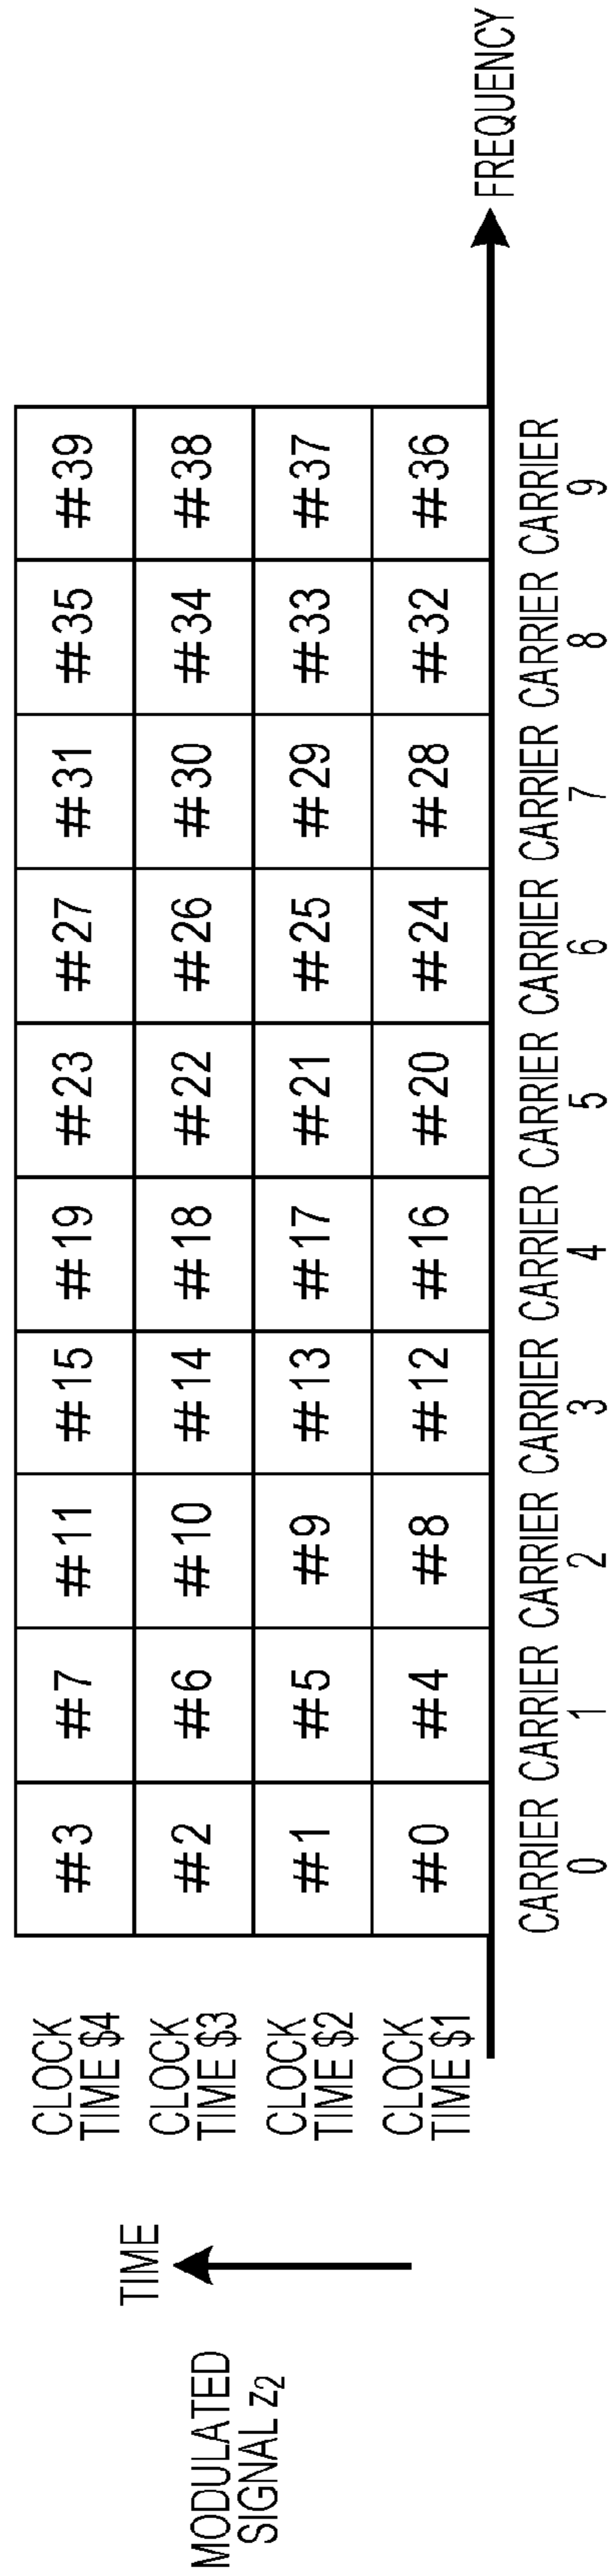 MODULATED
SIGNAL z2
TIME
CLOCK
TIME $4
#3 #7 #11 #15 #19 #23 #27 #31 #35 #39
CLOCK
TIME $3
#2 #6 #10 #14 #18 #22 #26 #30 #34 #38
CLOCK
TIME $2
#1 #5 #9 #13 #17 #21 #25 #29 #33 #37
CLOCK
TIME $1
#0 #4 #8 #12 #16 #20 #24 #28 #32 #36
FREQUENCY
CARRIER CARRIER CARRIER CARRIER CARRIER CARRIER CARRIER CARRIER CARRIER CARRIER
0 1 2 3 4 5 6 7 8 9